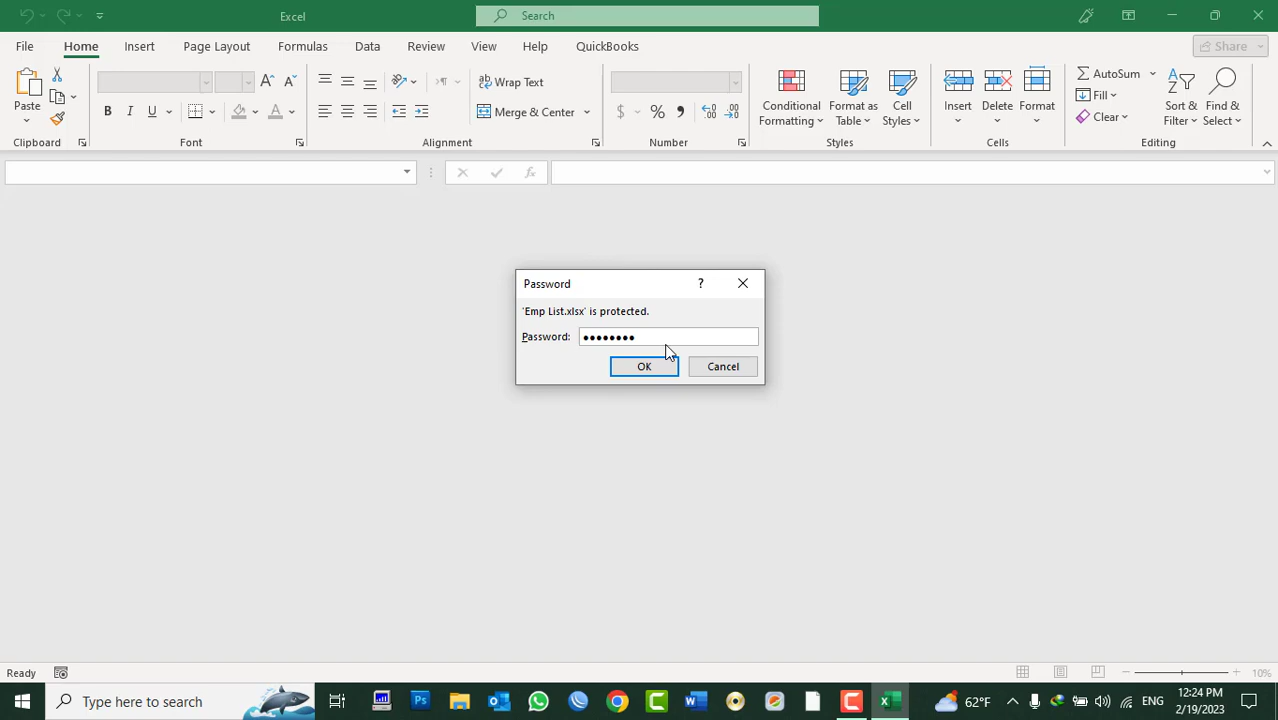 Excel
Search
File Home Insert Page Layout Formulas Data Review View Help QuickBooks Share
Paste
Clipboard
B I U A
Font
Wrap Text
Merge & Center
Alignment
$ % ,
Number
Conditional Formatting
Format as Table
Cell Styles
Styles
Insert Delete Format
Cells
AutoSum
Fill
Clear
Sort & Filter
Find & Select
Editing
fx
Password ?
'Emp List.xlsx' is protected.
Password: ••••••••
OK Cancel
Ready 10%
Type here to search Ps 62°F ENG 12:24 PM
2/19/2023